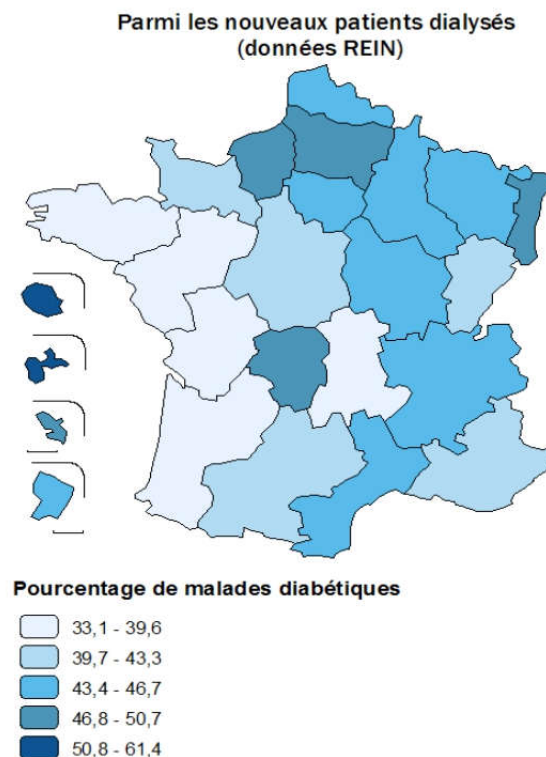 Parmi les nouveaux patients dialysés
(données REIN)
Pourcentage de malades diabétiques
33,1 - 39,6
39,7 - 43,3
43,4 - 46,7
46,8 - 50,7
50,8 - 61,4